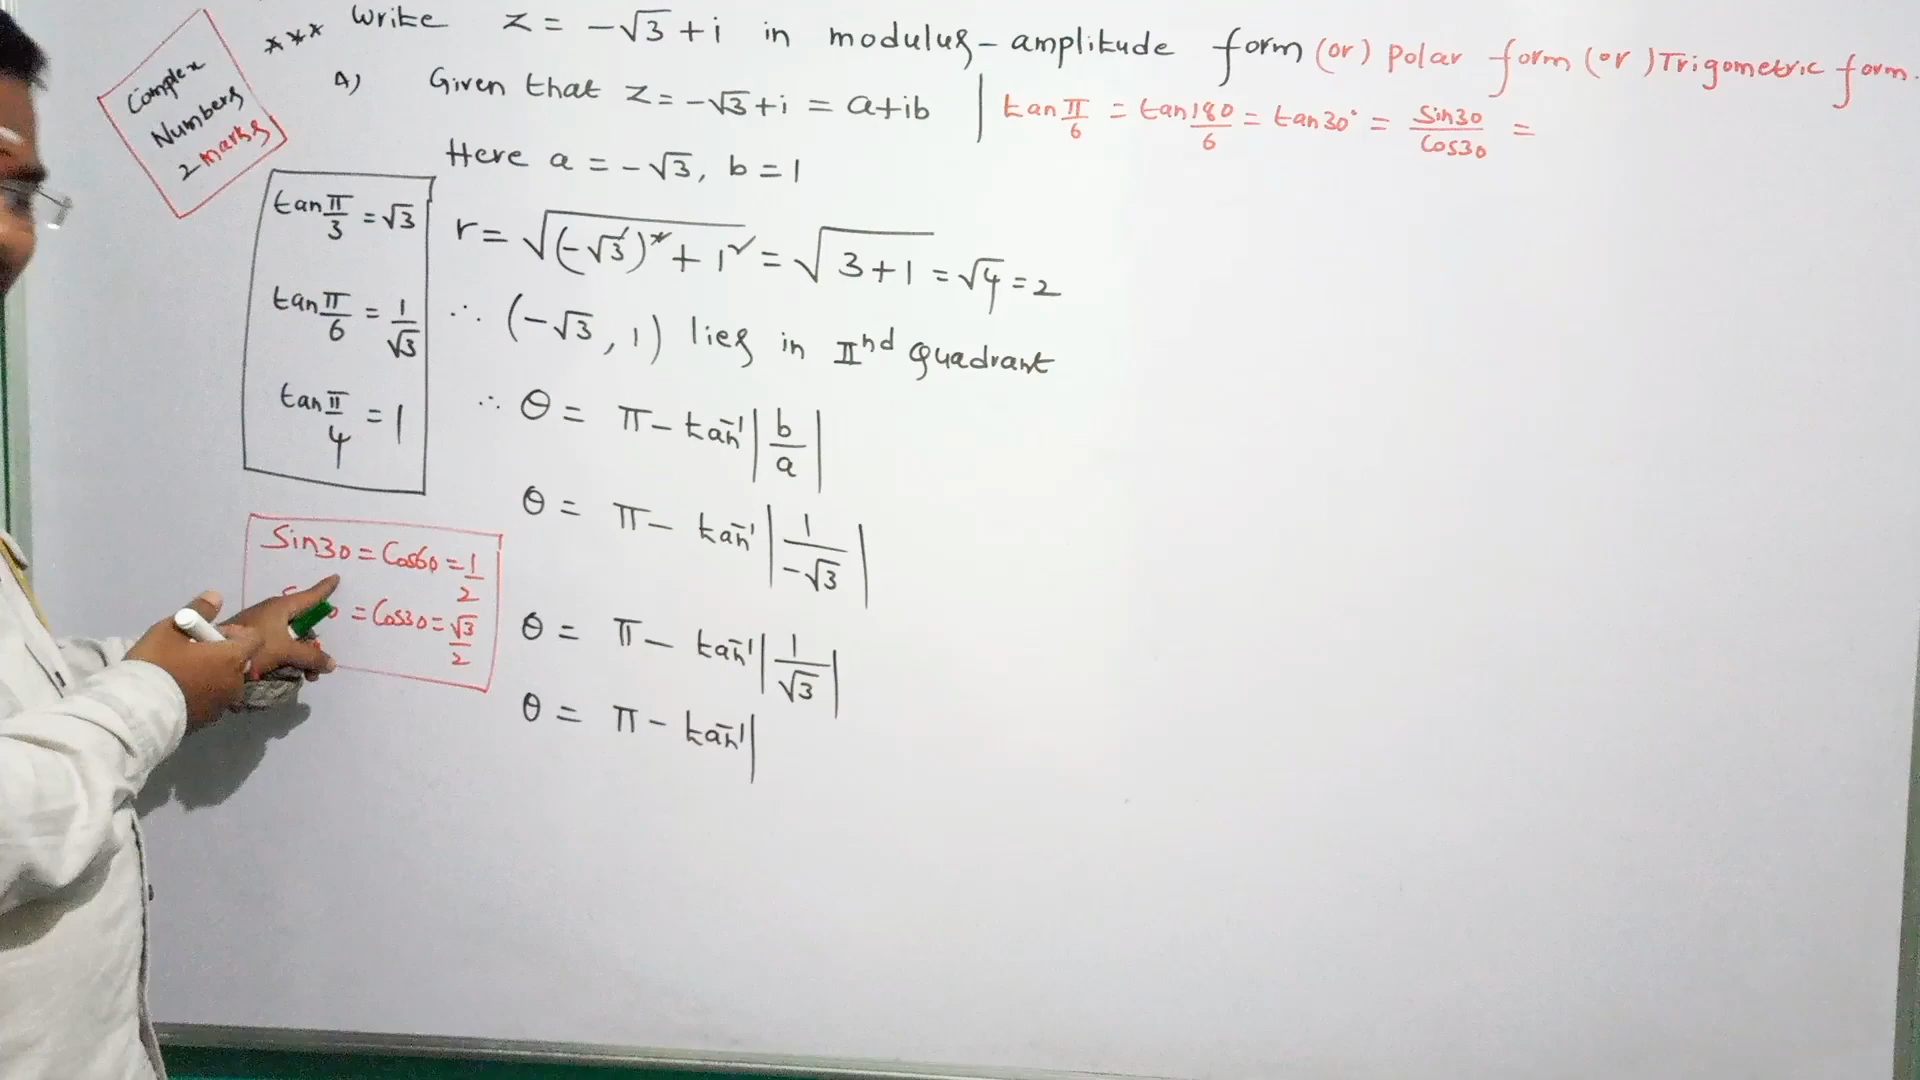 *** Write z = -√3 + i in modulus-amplitude form (or) polar form (or) Trigometric form.
Complex
Numbers
2 marks
A) Given that z = -√3 + i = a+ib
tan π/6 = tan 180/6 = tan30° = Sin30/Cos30 =
Here a = -√3, b = 1
tan π/3 = √3
tan π/6 = 1/√3
tan π/4 = 1
r = √((-√3)² + 1²) = √(3+1) = √4 = 2
∴ (-√3, 1) lies in IInd Quadrant
∴ θ = π - tan⁻¹|b/a|
θ = π - tan⁻¹|1/-√3|
θ = π - tan⁻¹|1/√3|
θ = π - tan⁻¹|
Sin30 = Cos60 = 1/2
= Cos30 = √3/2